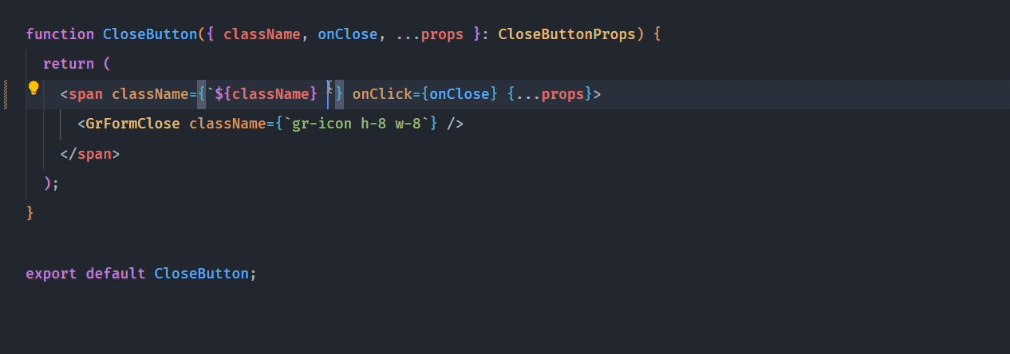 function CloseButton({ className, onClose, ...props }: CloseButtonProps) {
return (
<span className={`${className} `} onClick={onClose} {...props}>
<GrFormClose className={`gr-icon h-8 w-8`} />
</span>
);
}
export default CloseButton;